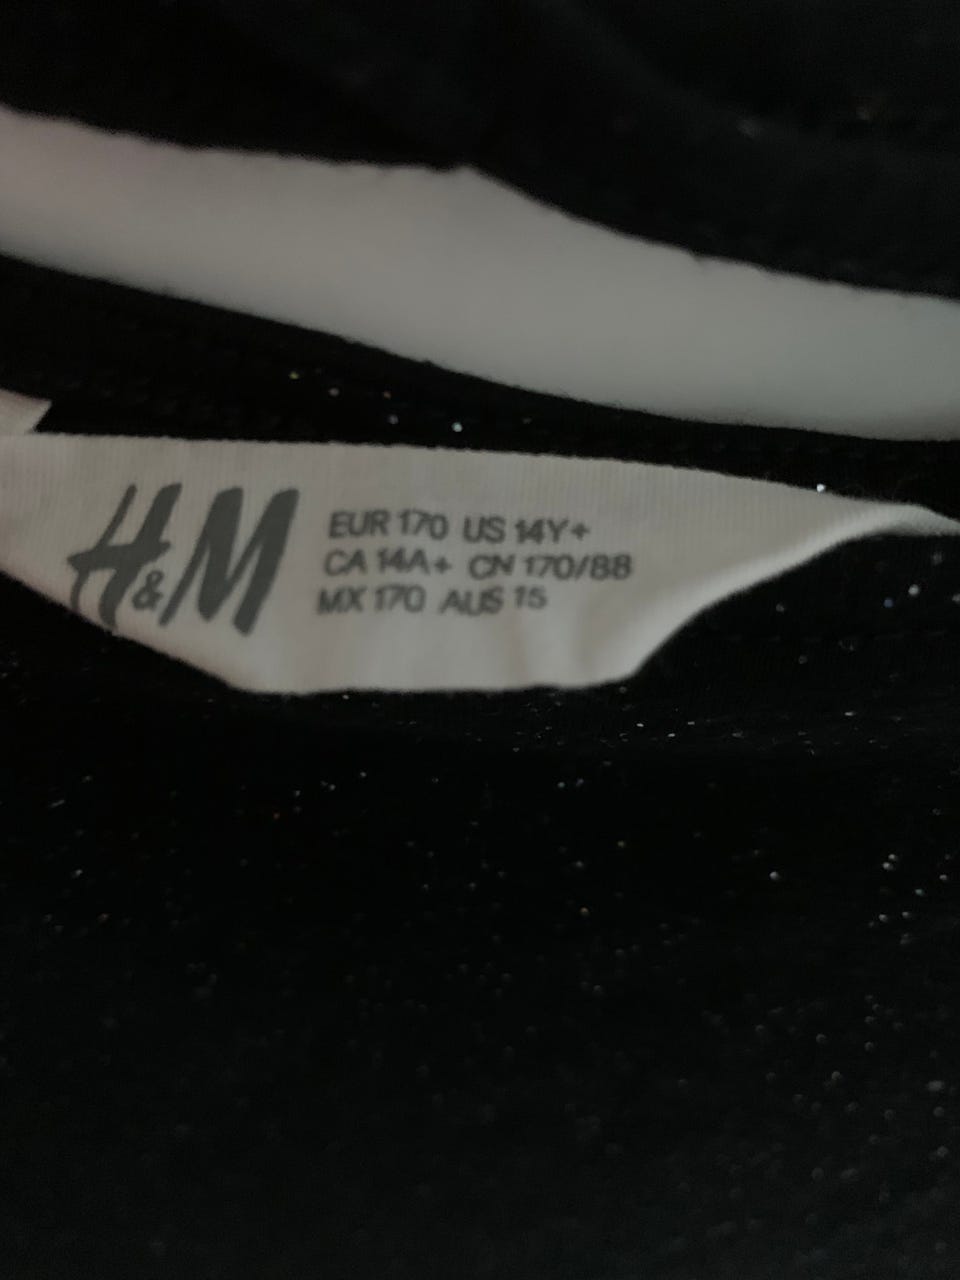 H&M
EUR 170 US 14Y+
CA 14A+ CN 170/88
MX 170 AUS 15